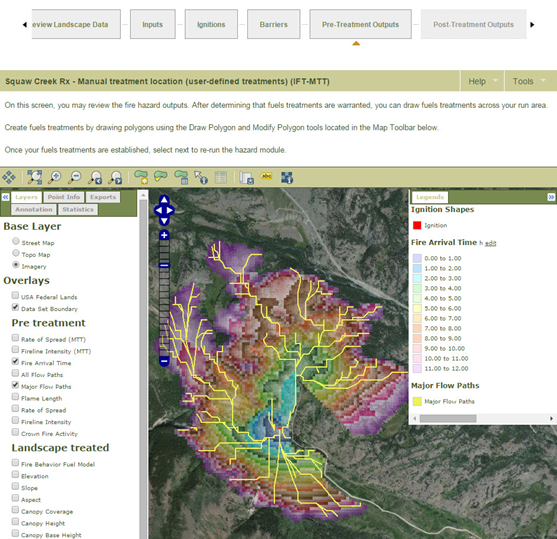 eview Landscape Data
Inputs
Ignitions
Barriers
Pre-Treatment Outputs
Post-Treatment Outputs
Squaw Creek Rx - Manual treatment location (user-defined treatments) (IFT-MTT)
Help
Tools
On this screen, you may review the fire hazard outputs. After determining that fuels treatments are warranted, you can draw fuels treatments across your run area.
Create fuels treatments by drawing polygons using the Draw Polygon and Modify Polygon tools located in the Map Toolbar below.
Once your fuels treatments are established, select next to re-run the hazard module.
abc
Layers
Point Info
Exports
Annotation
Statistics
Base Layer
Street Map
Topo Map
Imagery
Overlays
USA Federal Lands
Data Set Boundary
Pre treatment
Rate of Spread (MTT)
Fireline Intensity (MTT)
Fire Arrival Time
All Flow Paths
Major Flow Paths
Flame Length
Rate of Spread
Fireline Intensity
Crown Fire Activity
Landscape treated
Fire Behavior Fuel Model
Elevation
Slope
Aspect
Canopy Coverage
Canopy Height
Canopy Base Height
Legends
Ignition Shapes
Ignition
Fire Arrival Time h edit
0.00 to 1.00
1.00 to 2.00
2.00 to 3.00
3.00 to 4.00
4.00 to 5.00
5.00 to 6.00
6.00 to 7.00
7.00 to 8.00
8.00 to 9.00
9.00 to 10.00
10.00 to 11.00
11.00 to 12.00
Major Flow Paths
Major Flow Paths